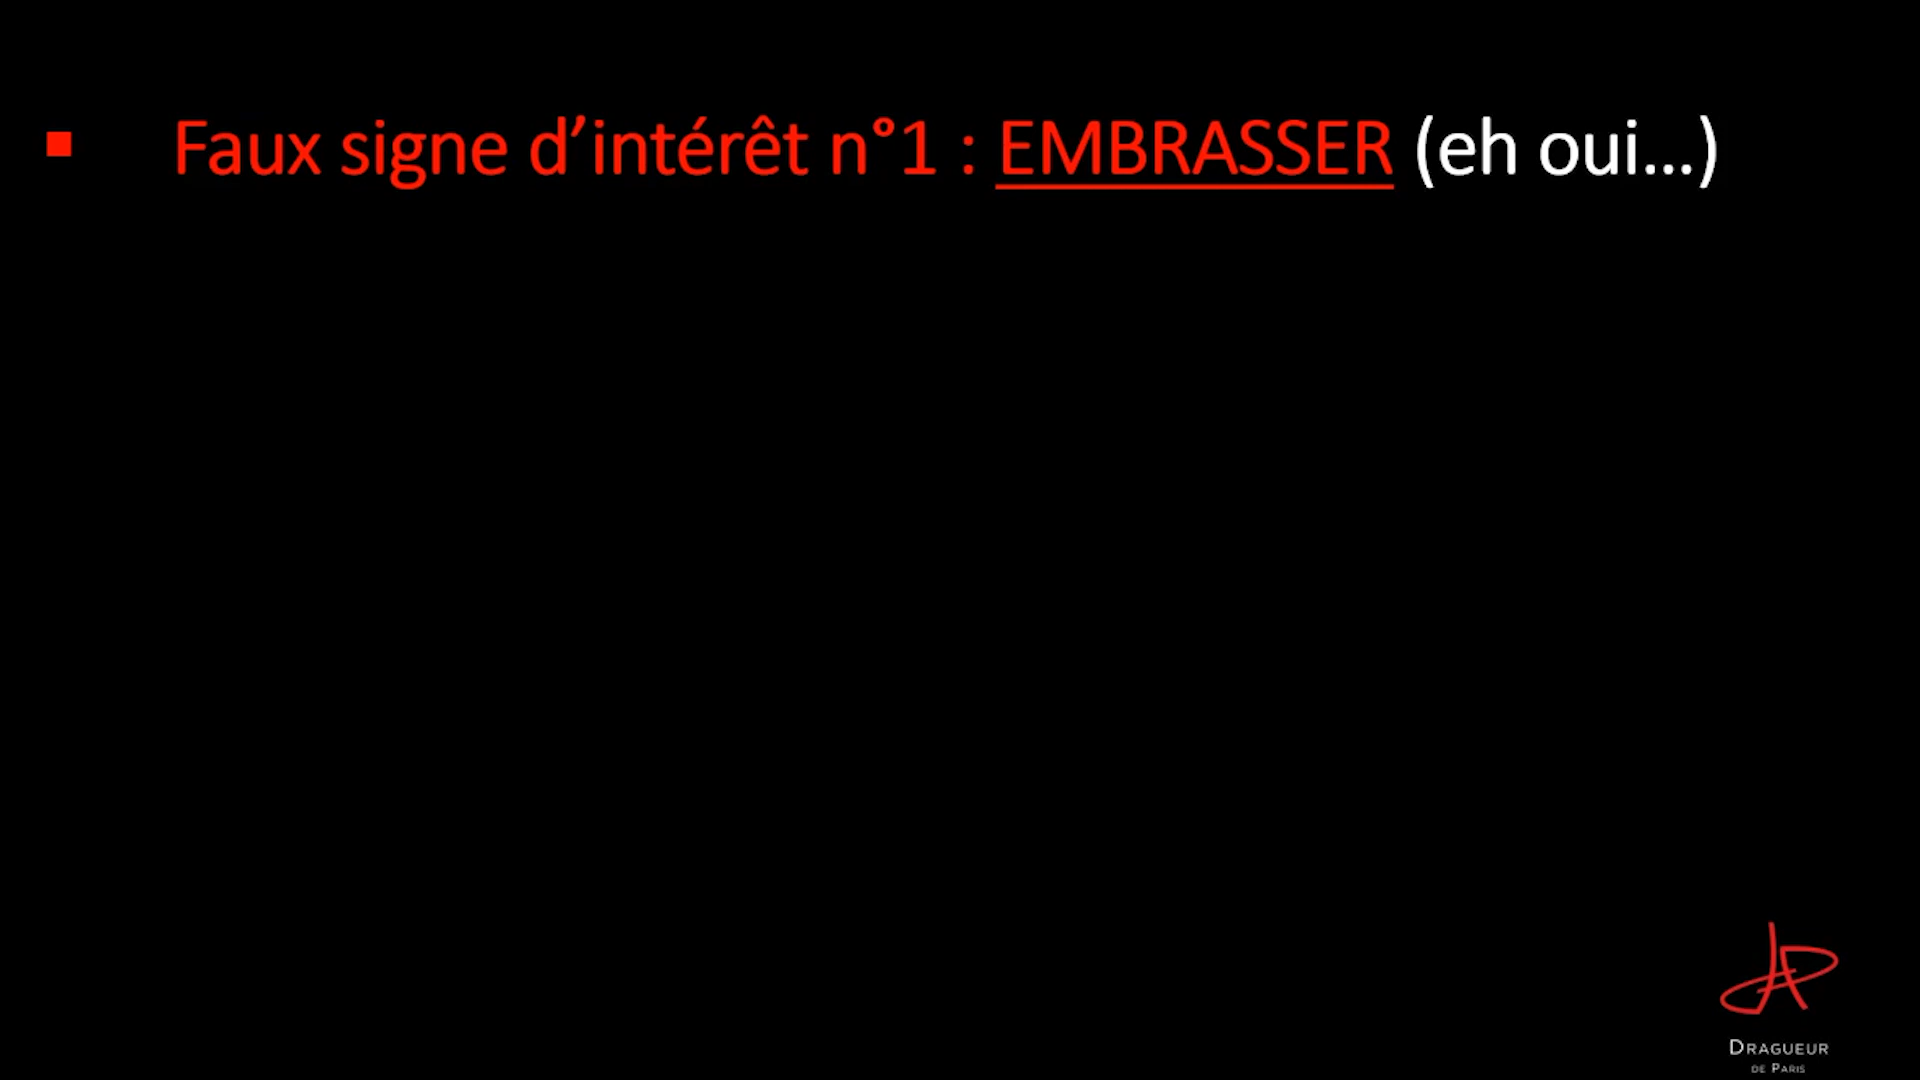 ▪ Faux signe d’intérêt n°1 : EMBRASSER (eh oui…)
DRAGUEUR
DE PARIS